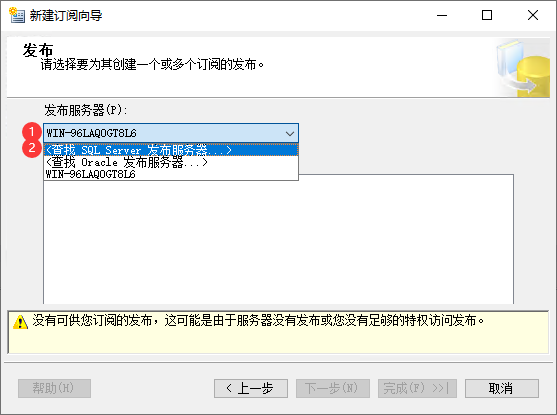 新建订阅向导
发布
请选择要为其创建一个或多个订阅的发布。
发布服务器(P):
1 WIN-96LAQOGT8L6
2 <查找 SQL Server 发布服务器...>
<查找 Oracle 发布服务器...>
WIN-96LAQOGT8L6
没有可供您订阅的发布，这可能是由于服务器没有发布或您没有足够的特权访问发布。
帮助(H) < 上一步 下一步(N) 完成(F) >>| 取消